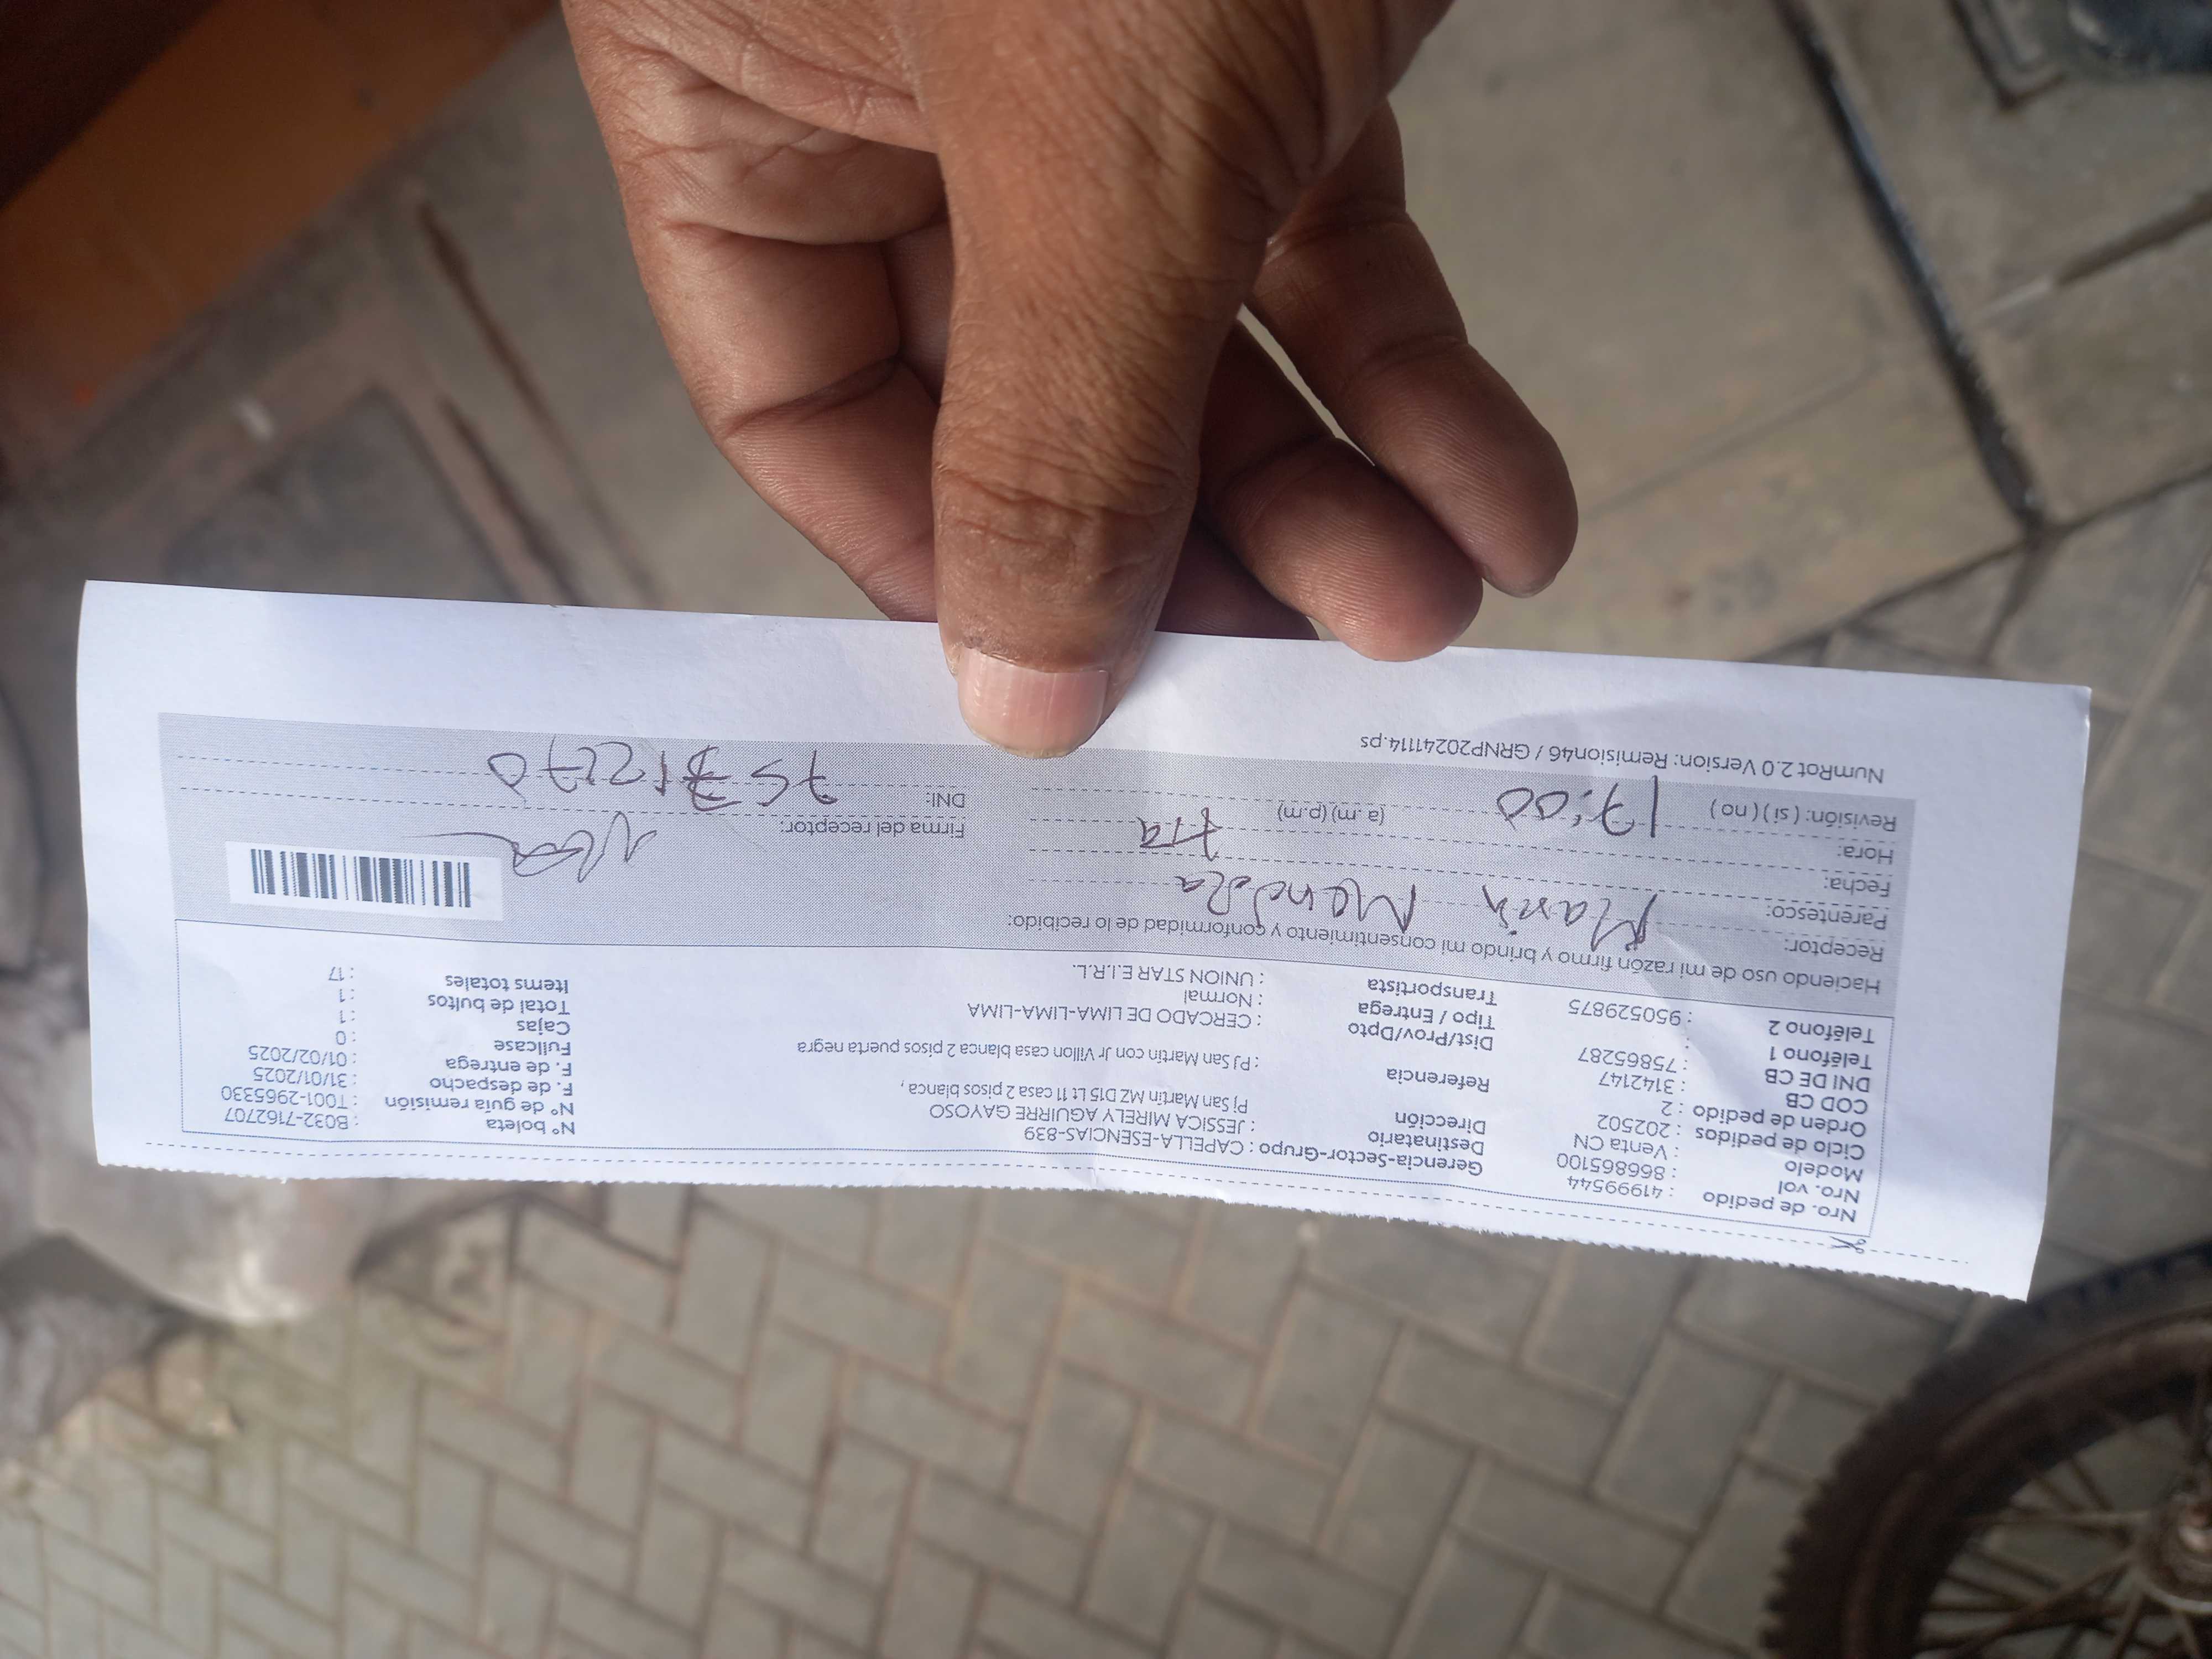 Nro. de pedido : 41999544
Nro. vol : 866865100
Modelo : Venta CN
Ciclo de pedidos : 202502
Orden de pedido : 2
COD CB : 3142147
DNI DE CB : 75865287
Teléfono 1 :
Teléfono 2 : 950529875
Gerencia-Sector-Grupo : CAPELLA-ESENCIAS-839
Destinatario : JESSICA MIRELY AGUIRRE GAYOSO
Dirección Pj San Martin MZ D15 Lt 11 casa 2 pisos blanca ,
Referencia : PJ San Martin con Jr Villon casa blanca 2 pisos puerta negra
Dist/Prov/Dpto : CERCADO DE LIMA-LIMA-LIMA
Tipo / Entrega : Normal
Transportista : UNION STAR E.I.R.L.
N° boleta : B032-7162707
N° de guía remisión : T001-2965330
F. de despacho : 31/01/2025
F. de entrega : 01/02/2025
Fullcase : 0
Cajas : 1
Total de bultos : 1
Items totales : 17
Haciendo uso de mi razón firmo y brindo mi consentimiento y conformidad de lo recibido:
Receptor: Mendoza
Parentesco: tia
Fecha:
Hora: 17:00 (a.m) (p.m)
Revisión: ( si ) ( no )
Firma del receptor:
DNI:
NumRot 2.0 Version: Remision46 / GRNP20241114.ps